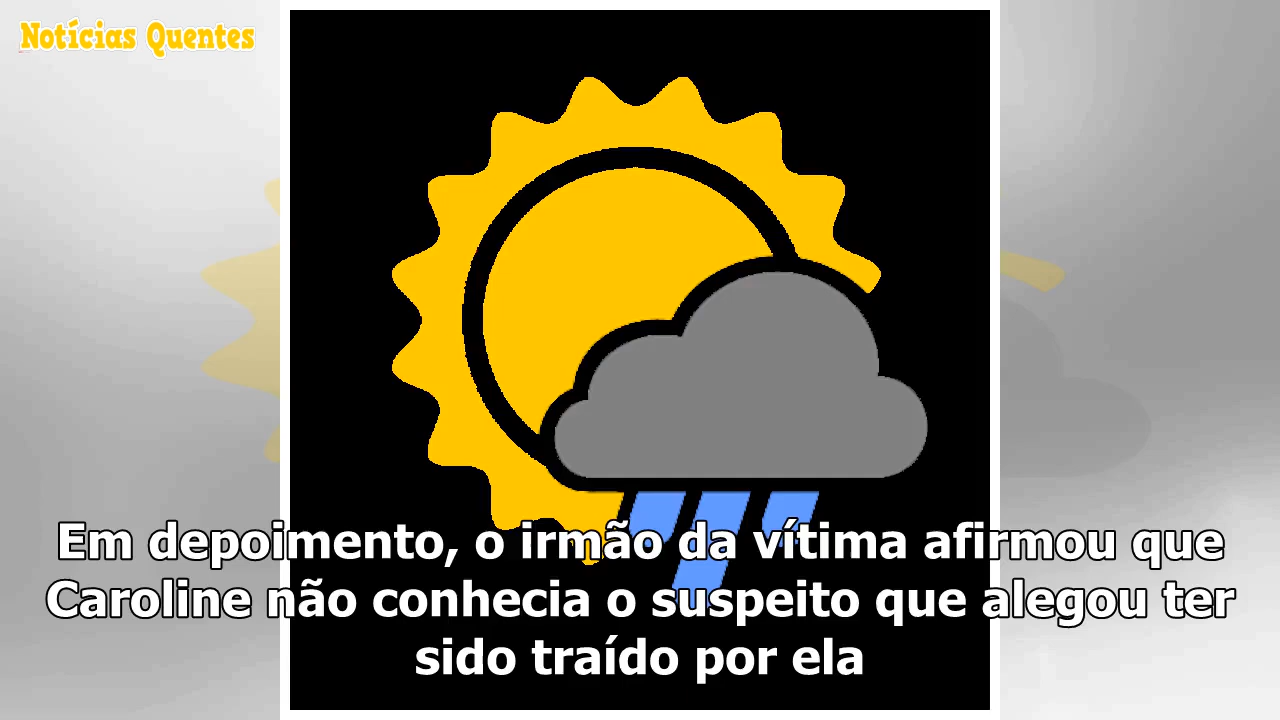 Notícias Quentes
Em depoimento, o irmão da vítima afirmou que
Caroline não conhecia o suspeito que alegou ter
sido traído por ela